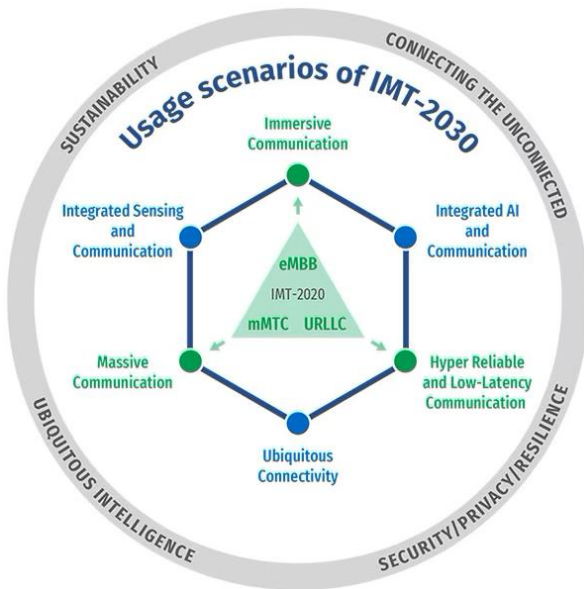 SUSTAINABILITY
CONNECTING THE UNCONNECTED
Usage scenarios of IMT-2030
Immersive
Communication
Integrated Sensing
and
Communication
Integrated AI
and
Communication
eMBB
IMT-2020
mMTC URLLC
Massive
Communication
Hyper Reliable
and Low-Latency
Communication
Ubiquitous
Connectivity
UBIQUITOUS INTELLIGENCE
SECURITY/PRIVACY/RESILIENCE